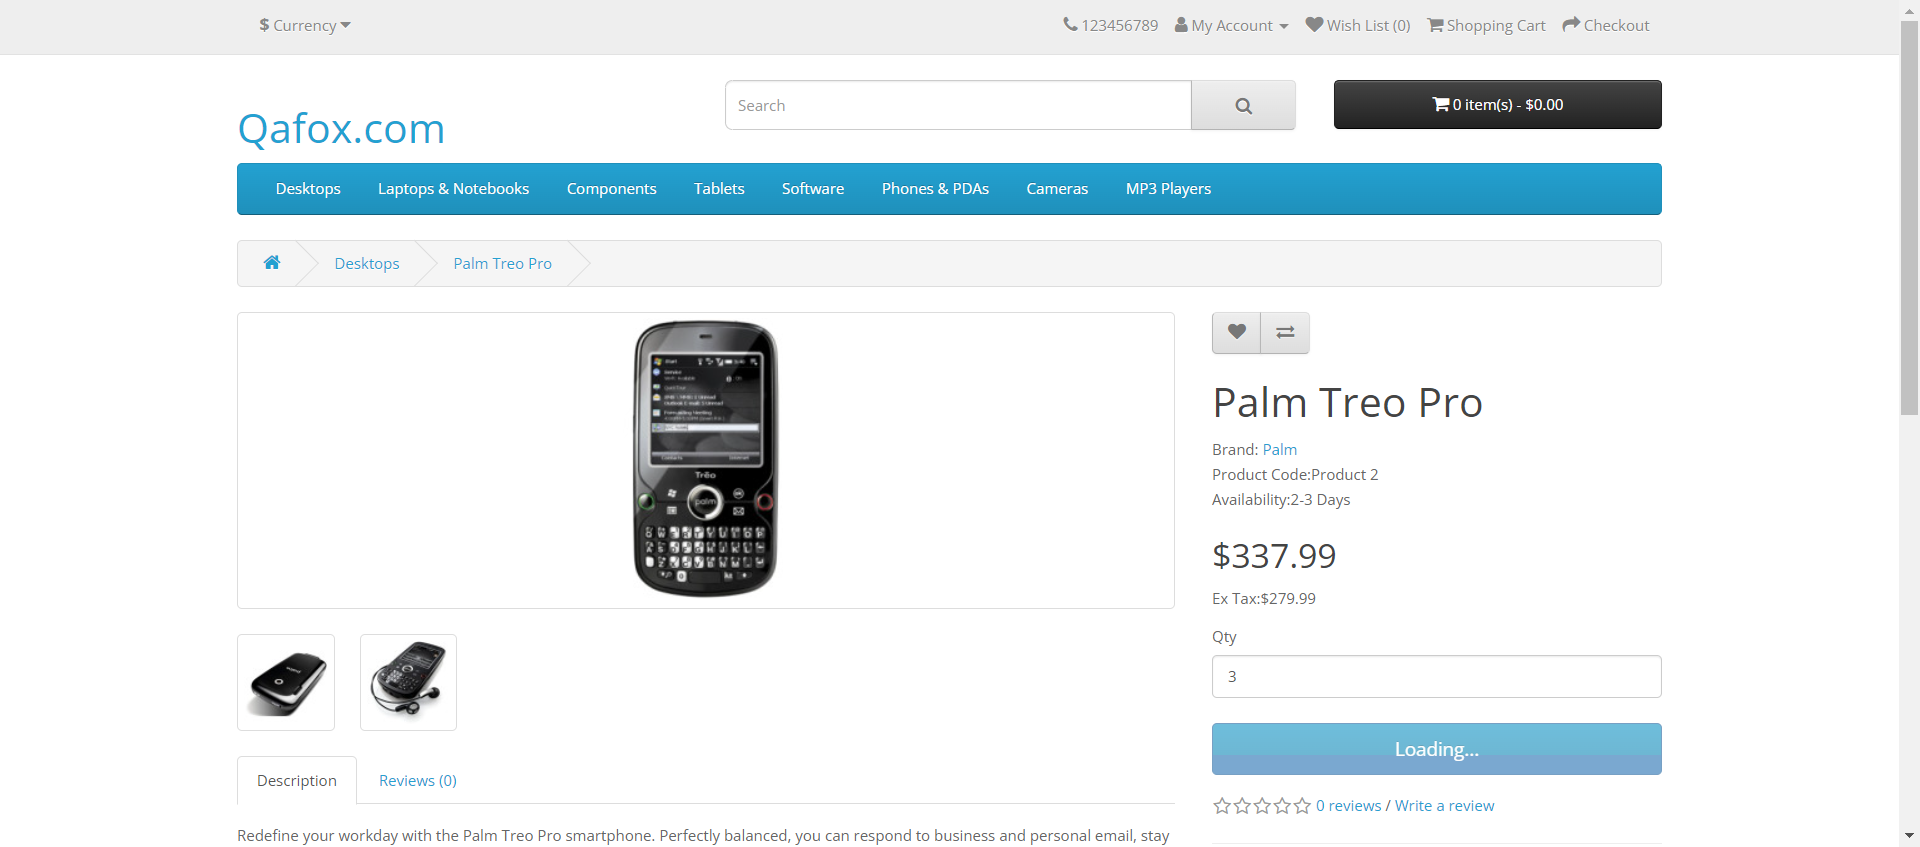 $ Currency
123456789 My Account Wish List (0) Shopping Cart Checkout
Qafox.com
Search
0 item(s) - $0.00
Desktops Laptops & Notebooks Components Tablets Software Phones & PDAs Cameras MP3 Players
Desktops Palm Treo Pro
Trēo
palm
Palm Treo Pro
Brand: Palm
Product Code:Product 2
Availability:2-3 Days
$337.99
Ex Tax:$279.99
Qty
3
Loading...
0 reviews / Write a review
Description Reviews (0)
Redefine your workday with the Palm Treo Pro smartphone. Perfectly balanced, you can respond to business and personal email, stay